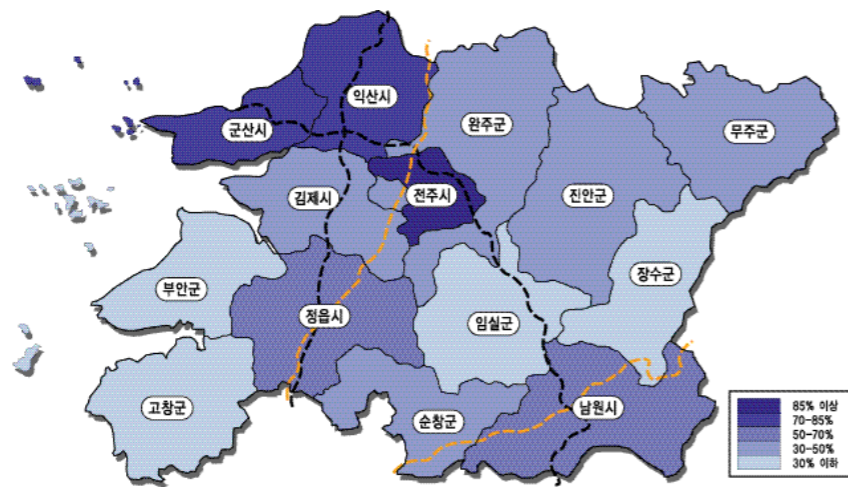 익산시
군산시
완주군
무주군
김제시
전주시
진안군
장수군
부안군
정읍시
임실군
고창군
순창군
남원시
85% 이상
70-85%
50-70%
30-50%
30% 이하